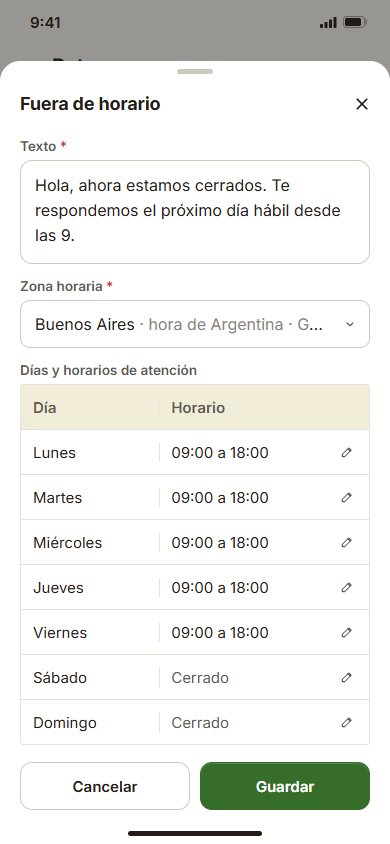 9:41
Fuera de horario
Texto *
Hola, ahora estamos cerrados. Te
respondemos el próximo día hábil desde
las 9.
Zona horaria *
Buenos Aires · hora de Argentina · G...
Días y horarios de atención
Día Horario
Lunes 09:00 a 18:00
Martes 09:00 a 18:00
Miércoles 09:00 a 18:00
Jueves 09:00 a 18:00
Viernes 09:00 a 18:00
Sábado Cerrado
Domingo Cerrado
Cancelar Guardar